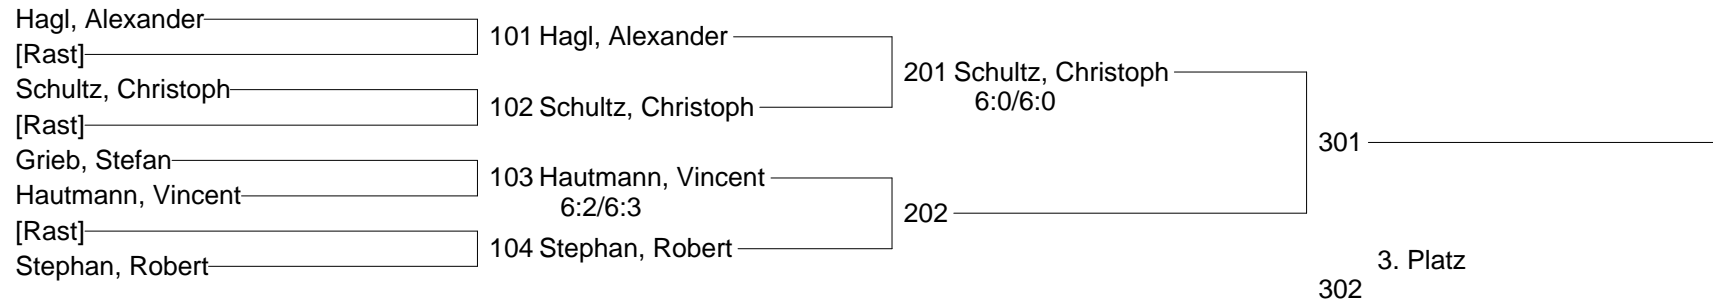 Hagl, Alexander
[Rast]
Schultz, Christoph
[Rast]
Grieb, Stefan
Hautmann, Vincent
[Rast]
Stephan, Robert
101 Hagl, Alexander
102 Schultz, Christoph
103 Hautmann, Vincent
6:2/6:3
104 Stephan, Robert
201 Schultz, Christoph
6:0/6:0
202
301
3. Platz
302